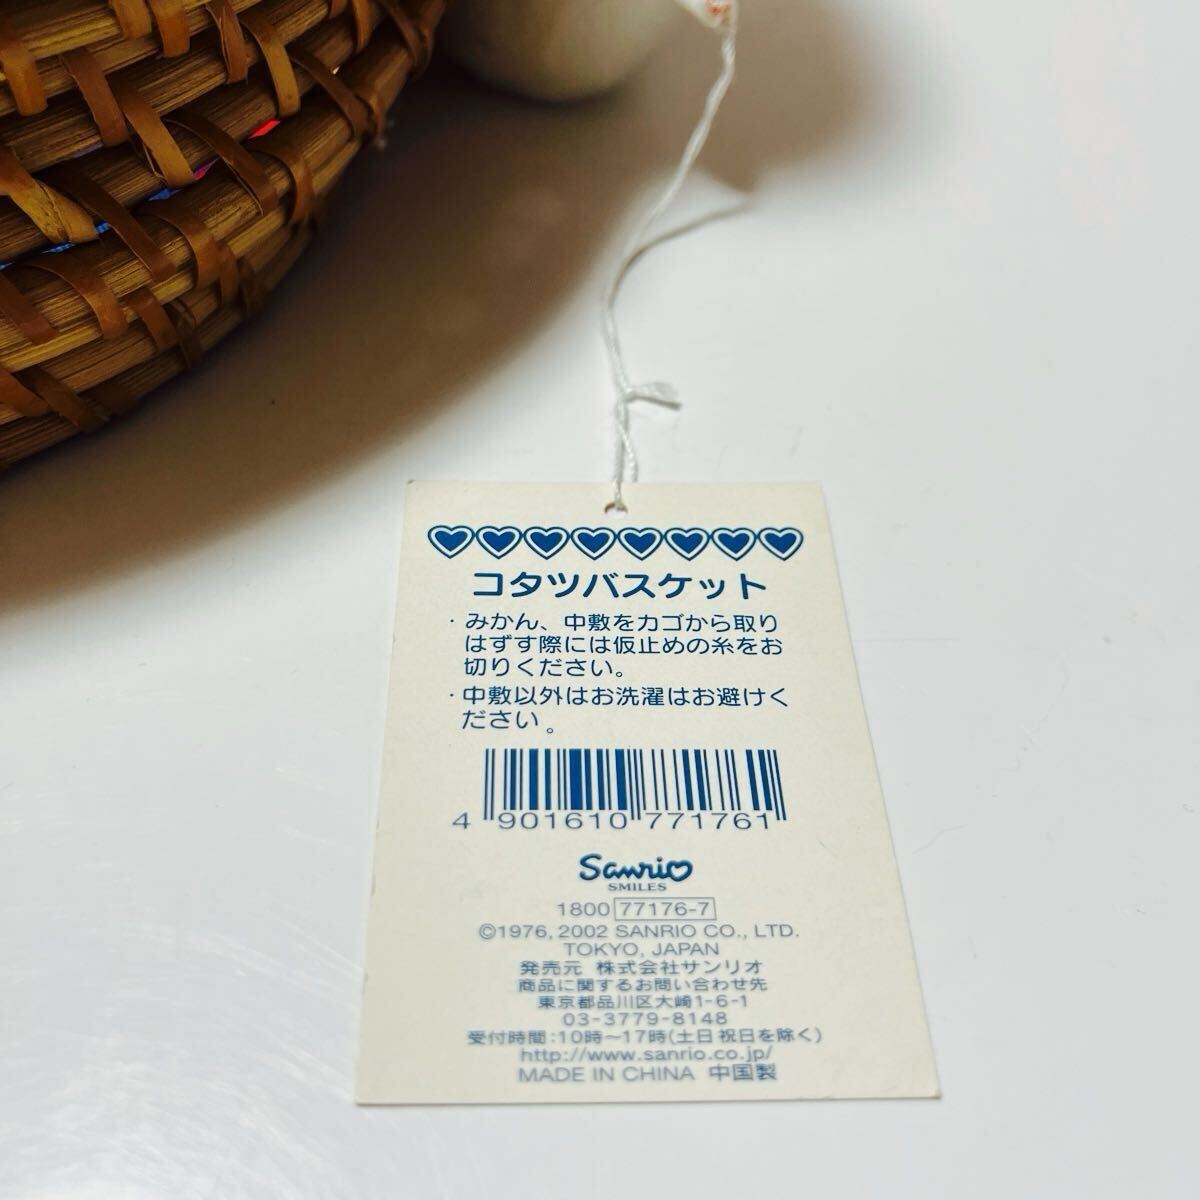 コタツバスケット
・みかん、中敷をカゴから取り
はずす際には仮止めの糸をお
切りください。
・中敷以外はお洗濯はお避けく
ださい。
4 901610 771761
Sanrio
SMILES
1800 77176-7
©1976, 2002 SANRIO CO., LTD.
TOKYO, JAPAN
発売元 株式会社サンリオ
商品に関するお問い合わせ先
東京都品川区大崎1-6-1
03-3779-8148
受付時間:10時〜17時(土日祝日を除く)
http://www.sanrio.co.jp/
MADE IN CHINA 中国製